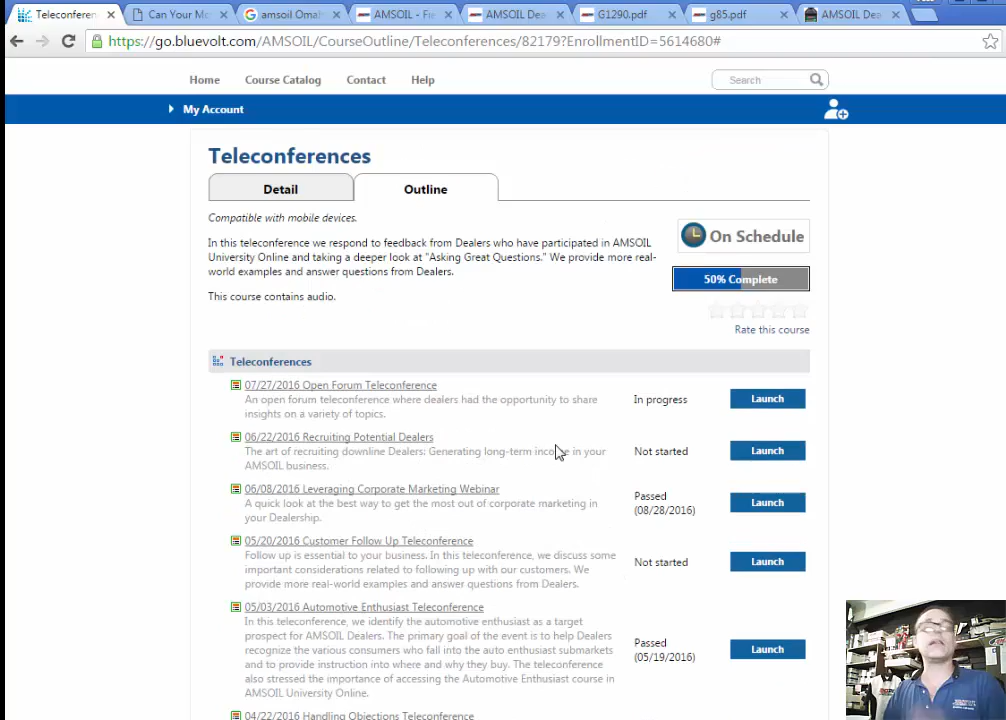 Teleconferen
Can Your Mo
amsoil Omah
AMSOIL - Fre
AMSOIL Dea
G1290.pdf
g85.pdf
AMSOIL Dea
https://go.bluevolt.com/AMSOIL/CourseOutline/Teleconferences/82179?EnrollmentID=5614680#
Home Course Catalog Contact Help Search
My Account
Teleconferences
Detail Outline
Compatible with mobile devices.
In this teleconference we respond to feedback from Dealers who have participated in AMSOIL
University Online and taking a deeper look at "Asking Great Questions." We provide more real-
world examples and answer questions from Dealers.
This course contains audio.
On Schedule
50% Complete
Rate this course
Teleconferences
07/27/2016 Open Forum Teleconference
An open forum teleconference where dealers had the opportunity to share
insights on a variety of topics.
In progress
Launch
06/22/2016 Recruiting Potential Dealers
The art of recruiting downline Dealers: Generating long-term income in your
AMSOIL business.
Not started
Launch
06/08/2016 Leveraging Corporate Marketing Webinar
A quick look at the best way to get the most out of corporate marketing in
your Dealership.
Passed
(08/28/2016)
Launch
05/20/2016 Customer Follow Up Teleconference
Follow up is essential to your business. In this teleconference, we discuss some
important considerations related to following up with our customers. We
provide more real-world examples and answer questions from Dealers.
Not started
Launch
05/03/2016 Automotive Enthusiast Teleconference
In this teleconference, we identify the automotive enthusiast as a target
prospect for AMSOIL Dealers. The primary goal of the event is to help Dealers
recognize the various consumers who fall into the auto enthusiast submarkets
and to provide instruction into where and why they buy. The teleconference
also stressed the importance of accessing the Automotive Enthusiast course in
AMSOIL University Online.
Passed
(05/19/2016)
Launch
04/22/2016 Handling Objections Teleconference